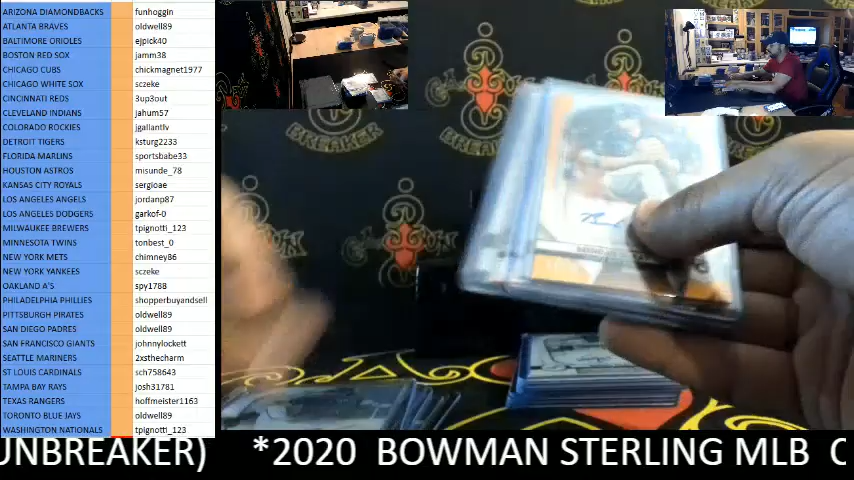 ARIZONA DIAMONDBACKS funhoggin
ATLANTA BRAVES oldwell89
BALTIMORE ORIOLES ejpick40
BOSTON RED SOX jamm38
CHICAGO CUBS chickmagnet1977
CHICAGO WHITE SOX sczeke
CINCINNATI REDS 3up3out
CLEVELAND INDIANS jahum57
COLORADO ROCKIES jgallantlv
DETROIT TIGERS ksturg2233
FLORIDA MARLINS sportsbabe33
HOUSTON ASTROS misunde_78
KANSAS CITY ROYALS sergioae
LOS ANGELES ANGELS jordanp87
LOS ANGELES DODGERS garkof-0
MILWAUKEE BREWERS tpignotti_123
MINNESOTA TWINS tonbest_0
NEW YORK METS chimney86
NEW YORK YANKEES sczeke
OAKLAND A'S spy1788
PHILADELPHIA PHILLIES shopperbuyandsell
PITTSBURGH PIRATES oldwell89
SAN DIEGO PADRES oldwell89
SAN FRANCISCO GIANTS johnnylockett
SEATTLE MARINERS 2xsthecharm
ST LOUIS CARDINALS sch758643
TAMPA BAY RAYS josh31781
TEXAS RANGERS hoffmeister1163
TORONTO BLUE JAYS oldwell89
WASHINGTON NATIONALS tpignotti_123
BREAKER
UNBREAKER) *2020 BOWMAN STERLING MLB C